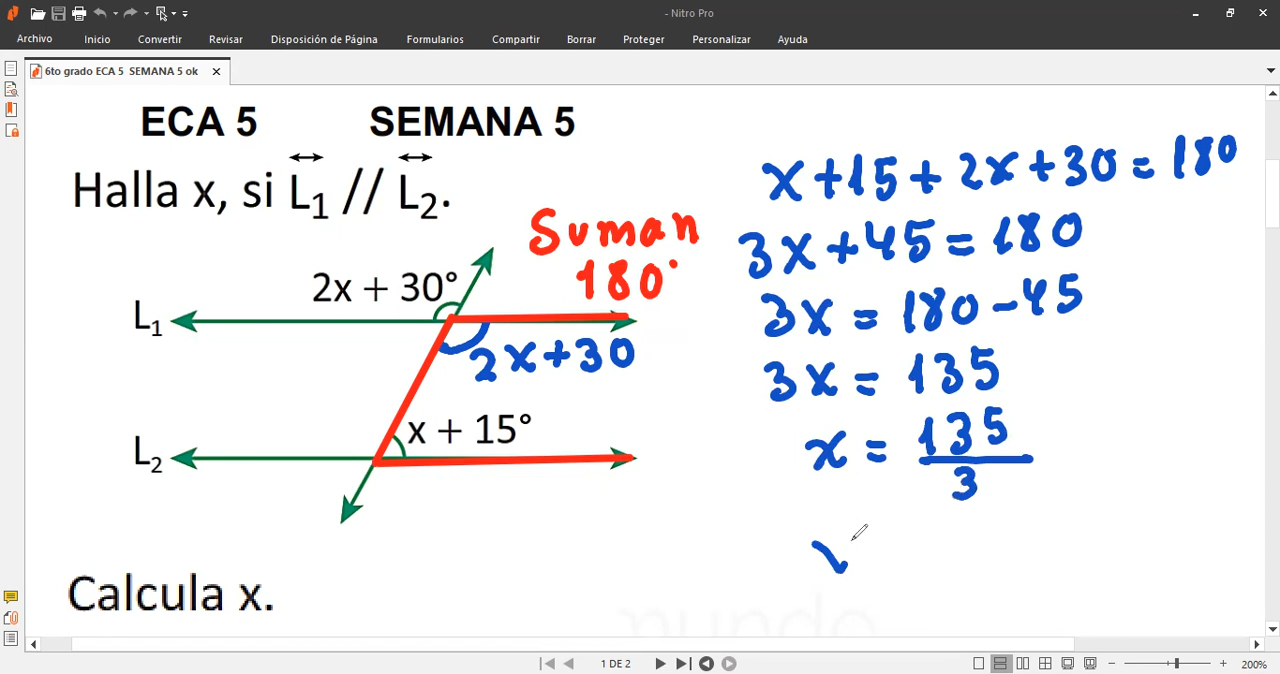 - Nitro Pro
Archivo Inicio Convertir Revisar Disposición de Página Formularios Compartir Borrar Proteger Personalizar Ayuda
6to grado ECA 5 SEMANA 5 ok
ECA 5 SEMANA 5
Halla x, si L₁ // L₂.
Suman
180°
2x + 30°
L₁
2x+30
x + 15°
L₂
x+15+2x+30=180
3x+45=180
3x=180-45
3x=135
x=135/3
Calcula x.
mundo
1 DE 2
200%